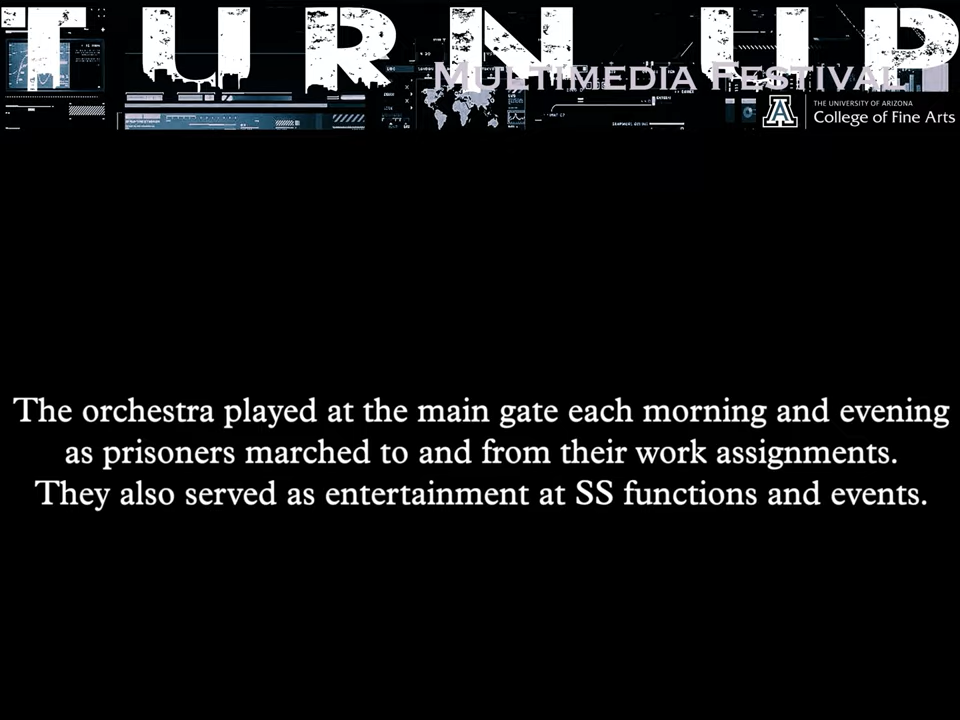 TURN UP
MULTIMEDIA FESTIVAL
THE UNIVERSITY OF ARIZONA
College of Fine Arts
The orchestra played at the main gate each morning and evening
as prisoners marched to and from their work assignments.
They also served as entertainment at SS functions and events.